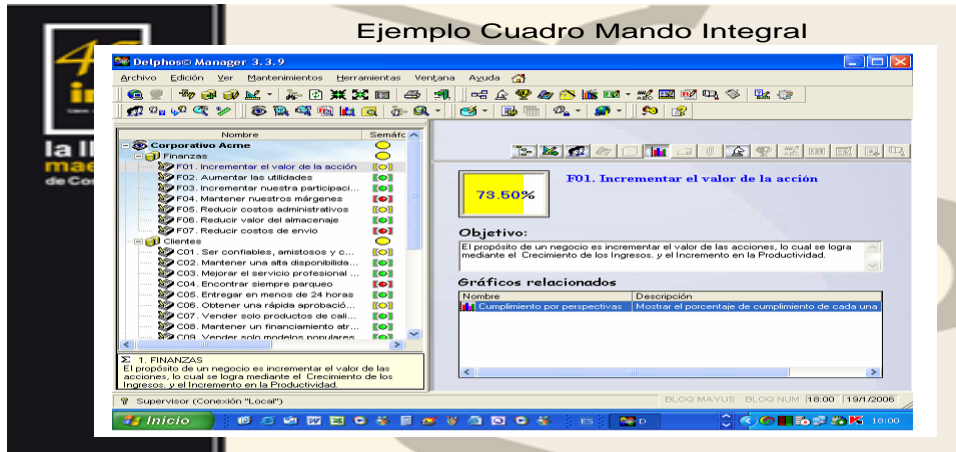 Ejemplo Cuadro Mando Integral
la ll
mae
de Con
Delphos© Manager 3.3.9
Archivo Edición Ver Mantenimientos Herramientas Ventana Ayuda
Nombre Semáfc
Corporativo Acme
Finanzas
F01. Incrementar el valor de la acción
F02. Aumentar las utilidades
F03. Incrementar nuestra participaci...
F04. Mantener nuestros márgenes
F05. Reducir costos administrativos
F06. Reducir valor del almacenaje
F07. Reducir costos de envio
Clientes
C01. Ser confiables, amistosos y c...
C02. Mantener una alta disponibilida...
C03. Mejorar el servicio profesional ...
C04. Encontrar siempre parqueo
C05. Entregar en menos de 24 horas
C06. Obtener una rápida aprobació...
C07. Vender solo productos de cali...
C08. Mantener un financiamiento atr...
C09. Vender solo modelos populares
Σ 1. FINANZAS
El propósito de un negocio es incrementar el valor de las
acciones, lo cual se logra mediante el Crecimiento de los
Ingresos. y el Incremento en la Productividad.
73.50%
F01. Incrementar el valor de la acción
Objetivo:
El propósito de un negocio es incrementar el valor de las acciones, lo cual se logra
mediante el Crecimiento de los Ingresos. y el Incremento en la Productividad.
Gráficos relacionados
Nombre Descripción
Cumplimiento por perspectivas Mostrar el porcentaje de cumplimiento de cada una
Supervisor (Conexión "Local") BLOQ MAYUS BLOQ NUM 18:00 19/1/2006
Inicio ES D 18:00